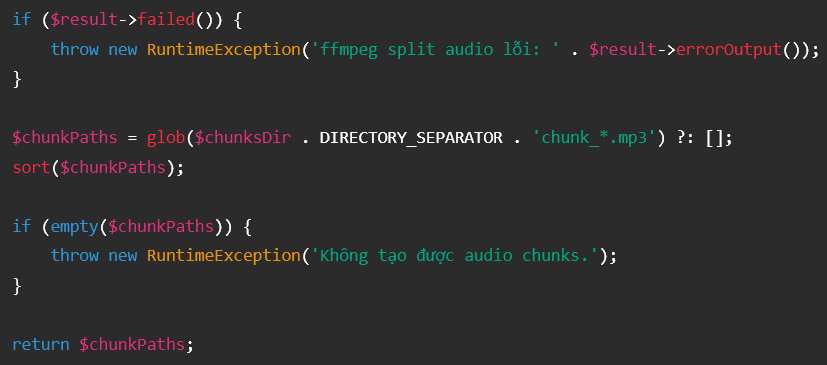 if ($result->failed()) {
    throw new RuntimeException('ffmpeg split audio lỗi: ' . $result->errorOutput());
}

$chunkPaths = glob($chunksDir . DIRECTORY_SEPARATOR . 'chunk_*.mp3') ?: [];
sort($chunkPaths);

if (empty($chunkPaths)) {
    throw new RuntimeException('Không tạo được audio chunks.');
}

return $chunkPaths;